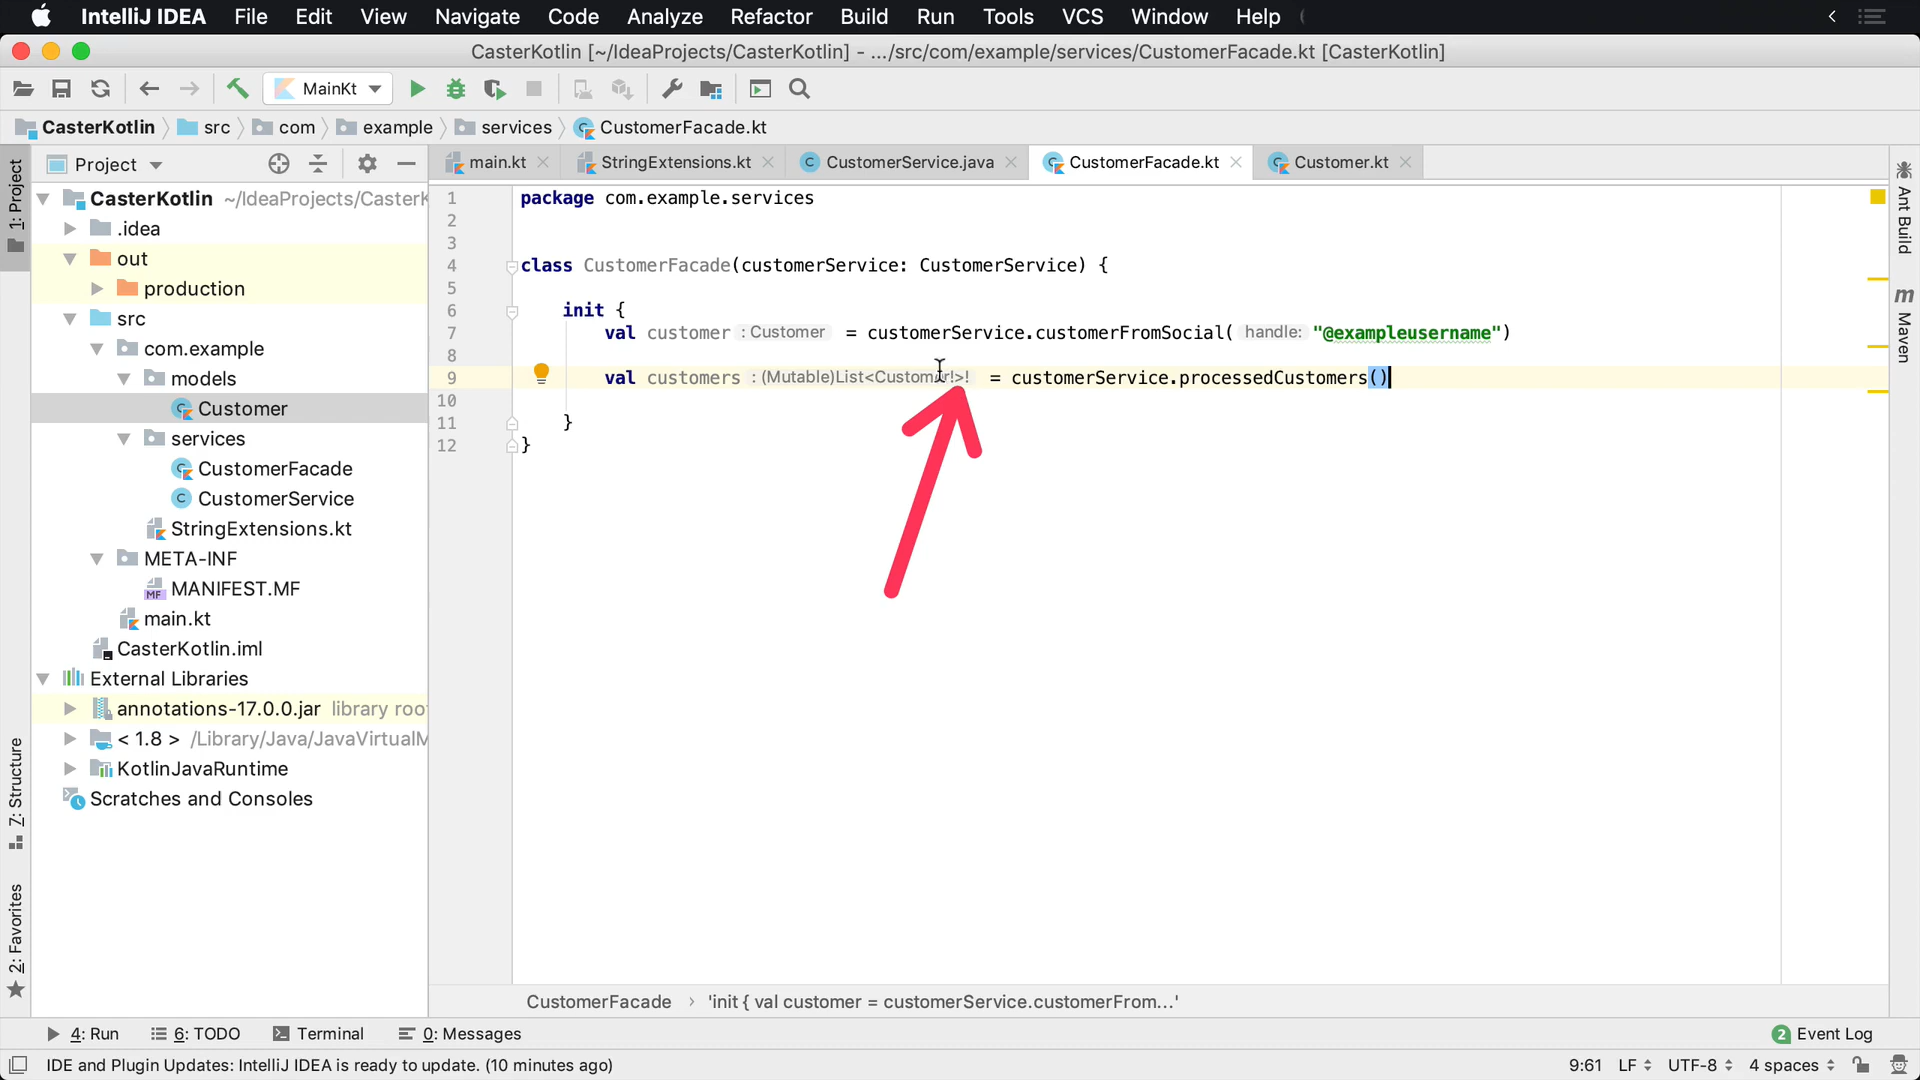 IntelliJ IDEA File Edit View Navigate Code Analyze Refactor Build Run Tools VCS Window Help
CasterKotlin [~/IdeaProjects/CasterKotlin] - .../src/com/example/services/CustomerFacade.kt [CasterKotlin]
MainKt
CasterKotlin src com example services CustomerFacade.kt
Project
main.kt StringExtensions.kt CustomerService.java CustomerFacade.kt Customer.kt
1: Project
Z: Structure
2: Favorites
CasterKotlin ~/IdeaProjects/CasterK
.idea
out
production
src
com.example
models
Customer
services
CustomerFacade
CustomerService
StringExtensions.kt
META-INF
MF MANIFEST.MF
main.kt
CasterKotlin.iml
External Libraries
annotations-17.0.0.jar library roo
< 1.8 > /Library/Java/JavaVirtualM
KotlinJavaRuntime
Scratches and Consoles
1 package com.example.services
2
3
4 class CustomerFacade(customerService: CustomerService) {
5
6 init {
7 val customer : Customer = customerService.customerFromSocial( handle: "@exampleusername")
8
9 val customers : (Mutable)List<Customer!>! = customerService.processedCustomers()
10
11 }
12 }
Ant Build
m Maven
CustomerFacade › 'init { val customer = customerService.customerFrom...'
4: Run 6: TODO Terminal 0: Messages 2 Event Log
IDE and Plugin Updates: IntelliJ IDEA is ready to update. (10 minutes ago) 9:61 LF UTF-8 4 spaces